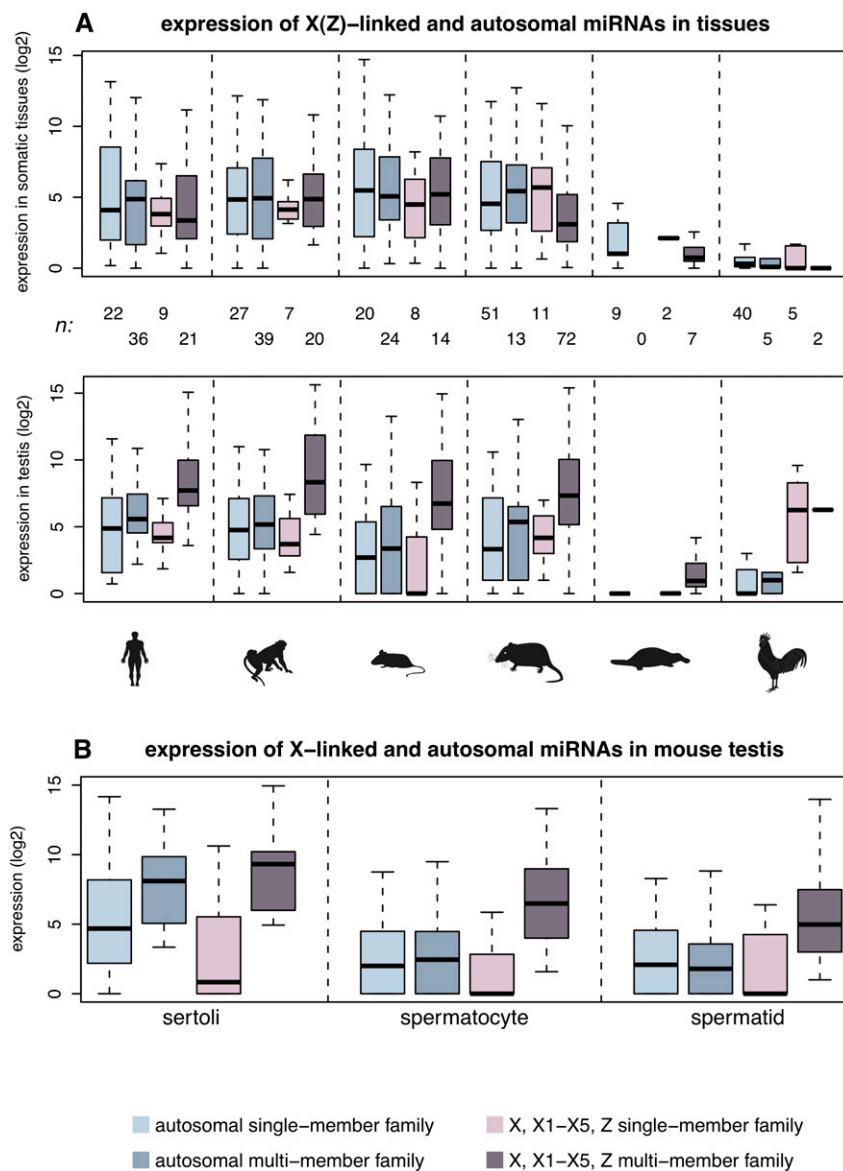 A
expression of X(Z)−linked and autosomal miRNAs in tissues
expression in somatic tissues (log2)
15
10
5
0
n:
22 9 27 7 20 8 51 11 9 2 40 5
36 21 39 20 24 14 13 72 0 7 5 2
expression in testis (log2)
15
10
5
0
B
expression of X−linked and autosomal miRNAs in mouse testis
expression (log2)
15
10
5
0
sertoli spermatocyte spermatid
autosomal single−member family X, X1−X5, Z single−member family
autosomal multi−member family X, X1−X5, Z multi−member family